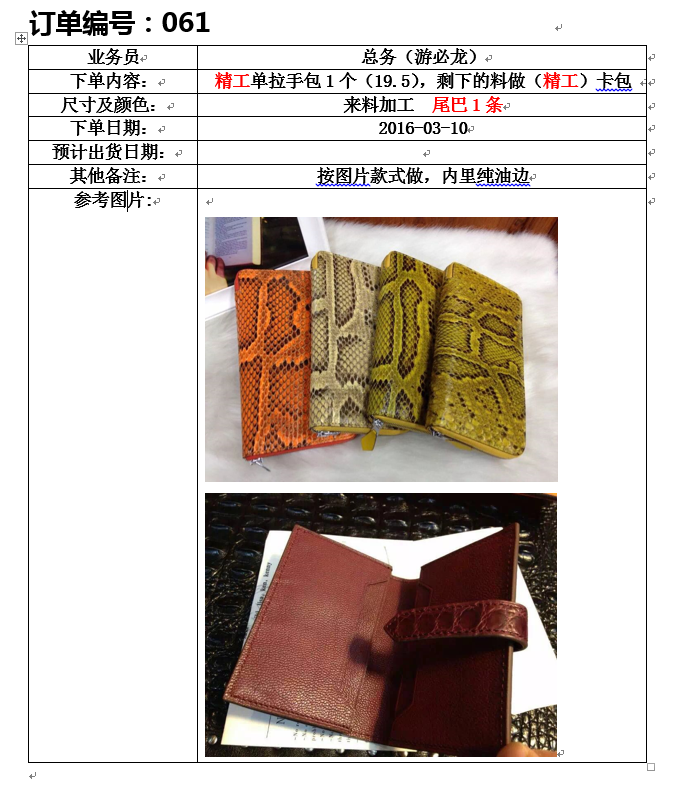 订单编号：061
业务员 总务（游必龙）
下单内容： 精工单拉手包1个（19.5），剩下的料做（精工）卡包
尺寸及颜色： 来料加工 尾巴1条
下单日期： 2016-03-10
预计出货日期：
其他备注： 按图片款式做，内里纯油边
参考图片: